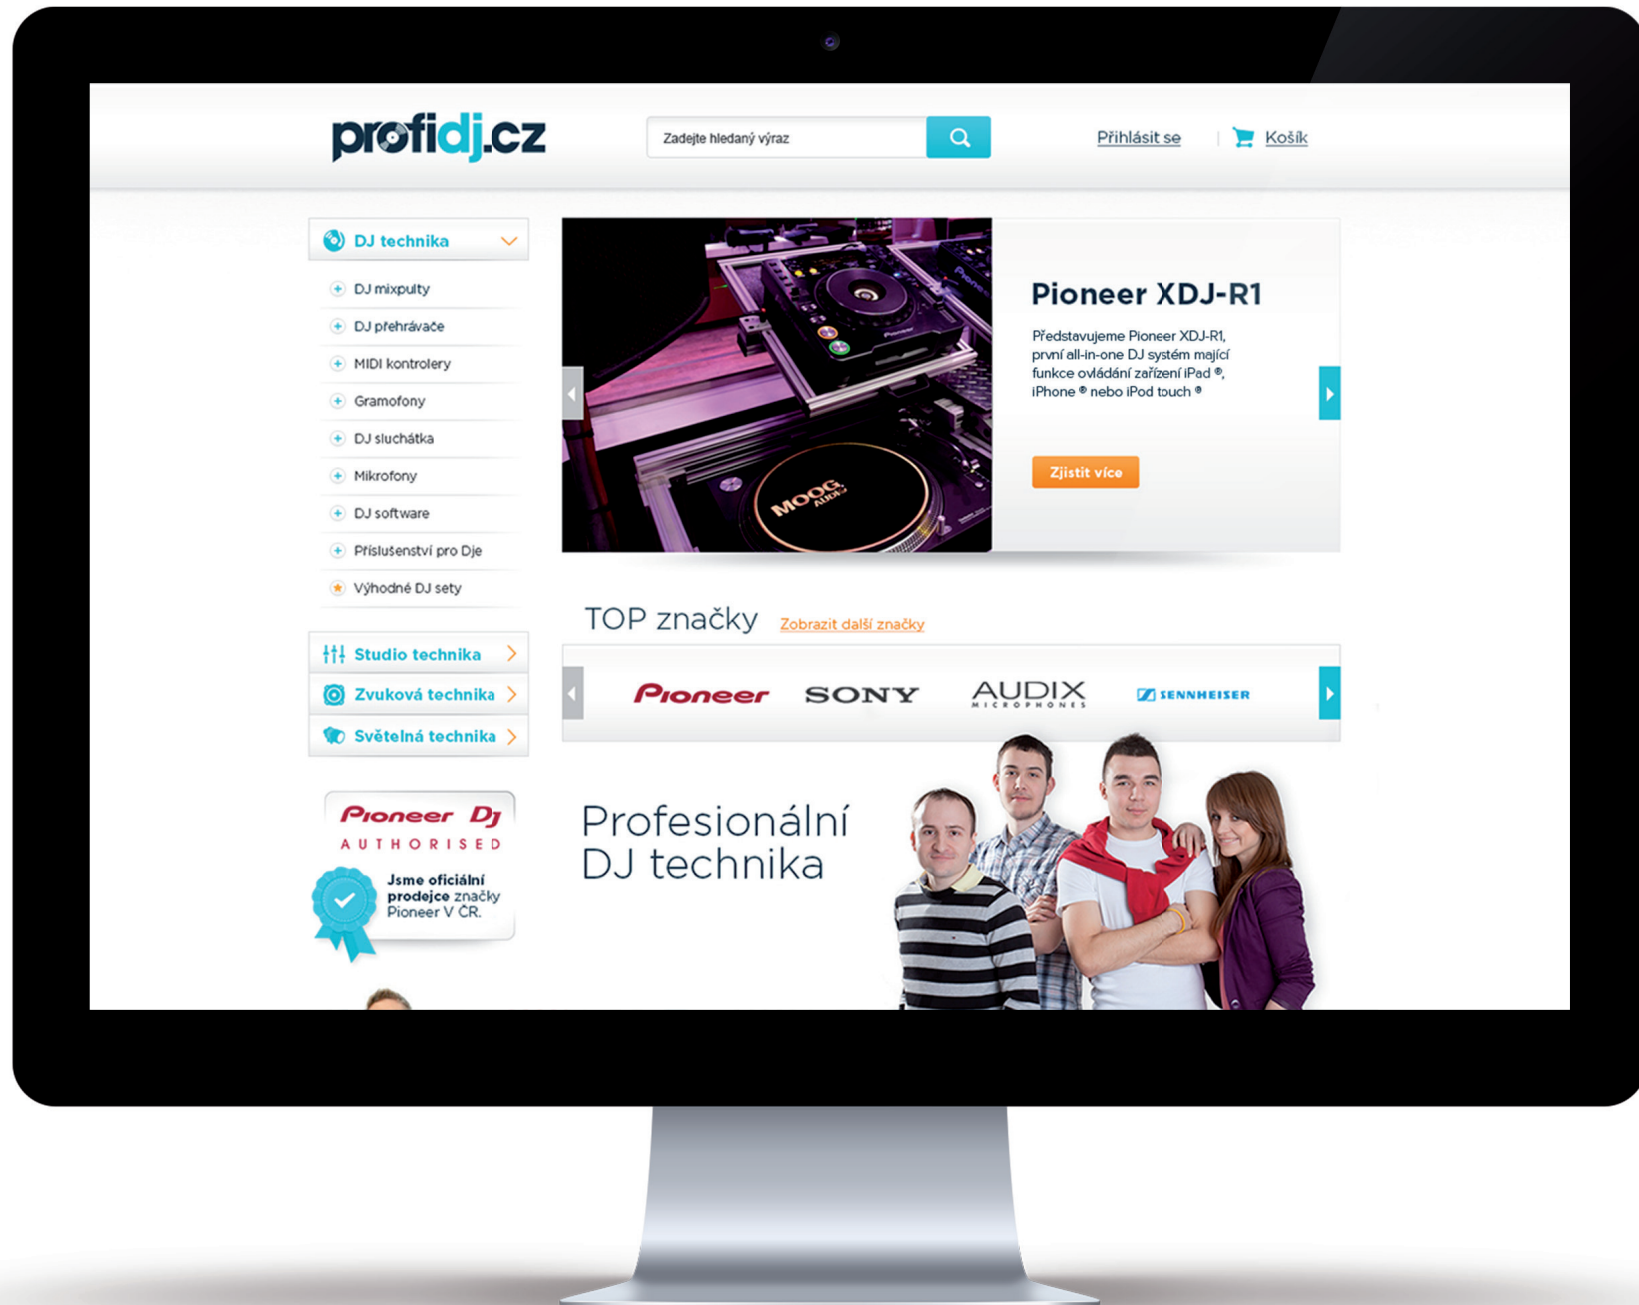 profidj.cz
Zadejte hledaný výraz
Přihlásit se
Košík
DJ technika
DJ mixpulty
DJ přehrávače
MIDI kontrolery
Gramofony
DJ sluchátka
Mikrofony
DJ software
Příslušenství pro Dje
Výhodné DJ sety
Studio technika
Zvuková technika
Světelná technika
Pioneer DJ
AUTHORISED
Jsme oficiální
prodejce značky
Pioneer V ČR.
Pioneer
Pioneer
MOOG
AUDIO
Pioneer XDJ-R1
Představujeme Pioneer XDJ-R1,
první all-in-one DJ systém mající
funkce ovládání zařízení iPad ®,
iPhone ® nebo iPod touch ®
Zjistit více
TOP značky
Zobrazit další značky
Pioneer
SONY
AUDIX
MICROPHONES
SENNHEISER
Profesionální
DJ technika